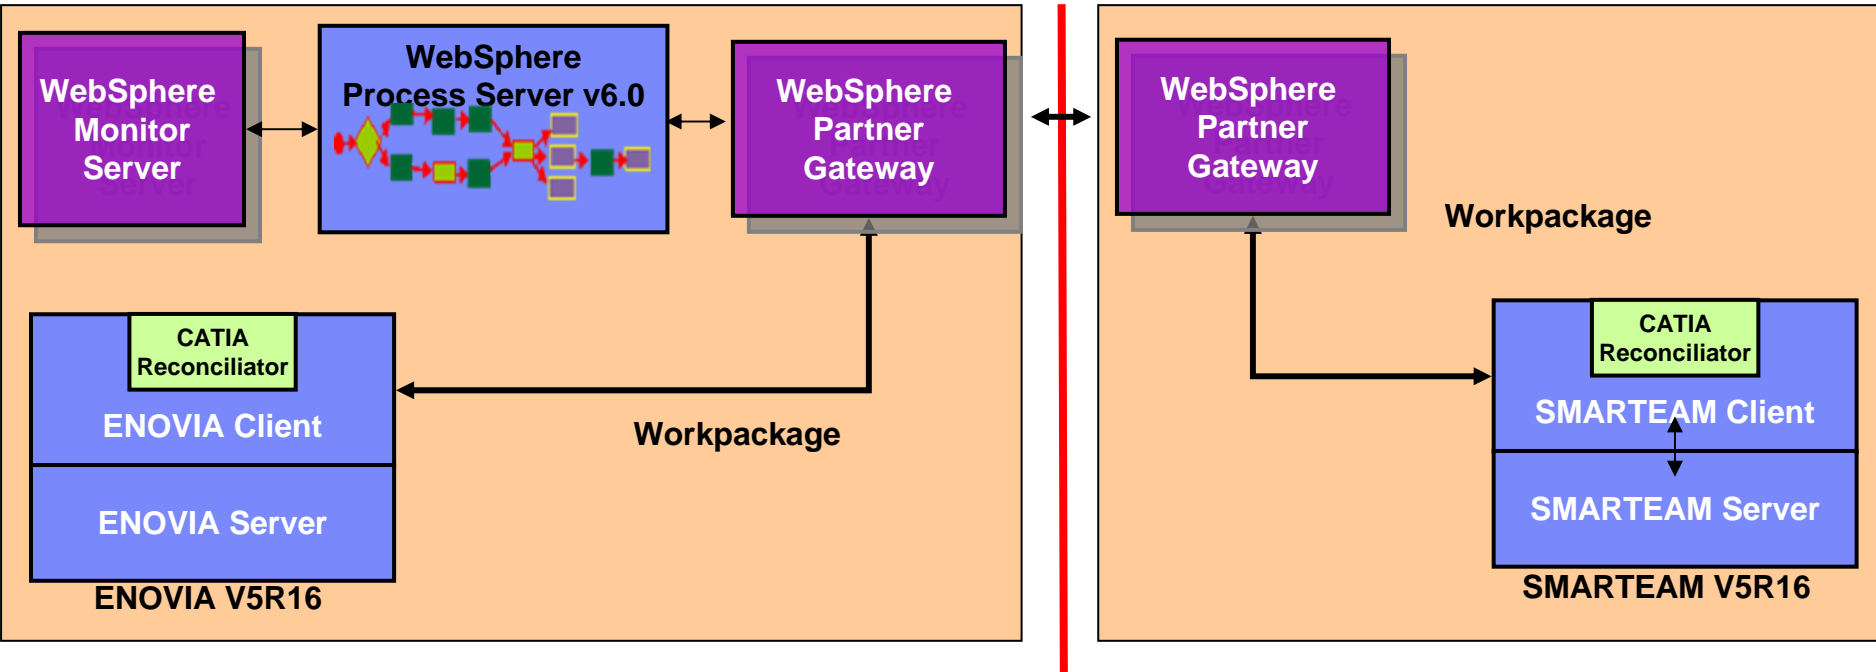 WebSphere
Monitor
Server
WebSphere
Process Server v6.0
WebSphere
Partner
Gateway
WebSphere
Partner
Gateway
Workpackage
CATIA
Reconciliator
ENOVIA Client
ENOVIA Server
ENOVIA V5R16
Workpackage
CATIA
Reconciliator
SMARTEAM Client
SMARTEAM Server
SMARTEAM V5R16